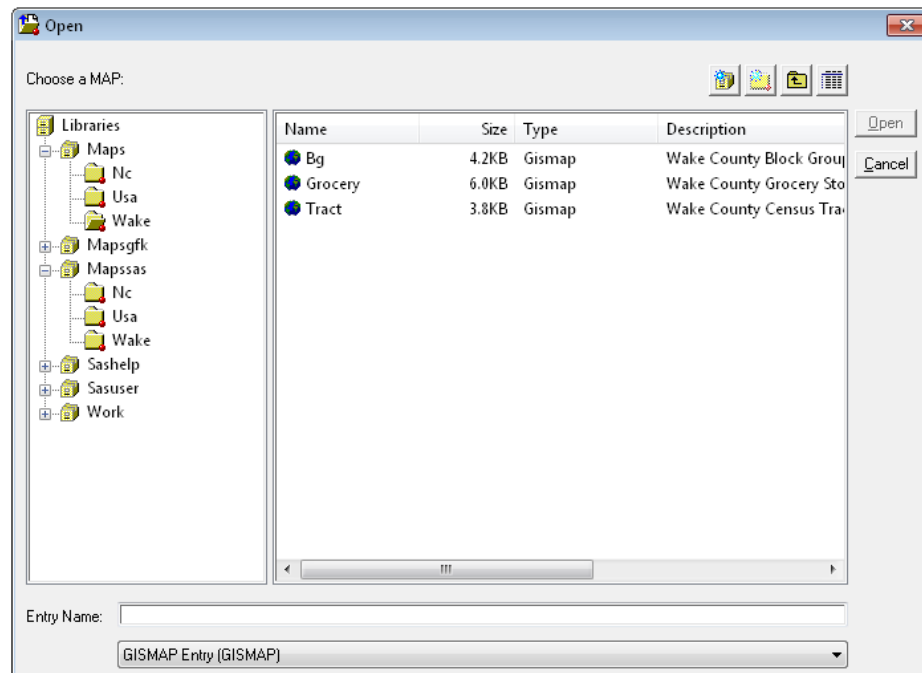 Open
Choose a MAP:
Libraries
Maps
Nc
Usa
Wake
Mapsgfk
Mapssas
Nc
Usa
Wake
Sashelp
Sasuser
Work
Name Size Type Description
Bg 4.2KB Gismap Wake County Block Group
Grocery 6.0KB Gismap Wake County Grocery Sto
Tract 3.8KB Gismap Wake County Census Tra
Open
Cancel
Entry Name:
GISMAP Entry (GISMAP)